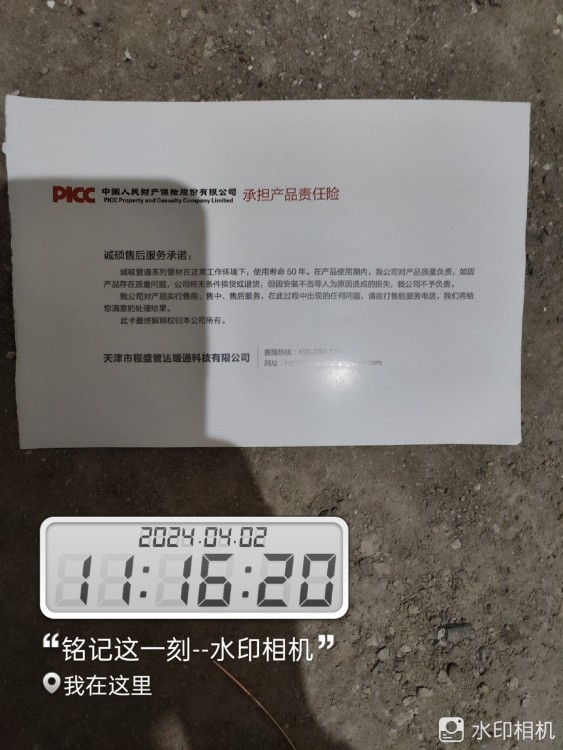 PICC 中国人民财产保险股份有限公司 承担产品责任险
PICC Property and Casualty Company Limited
诚硕售后服务承诺：
诚硕管道系列管材在正常工作环境下，使用寿命 50 年。在产品使用期内，我公司对产品质量负责，如因
产品存在质量问题，公司将无条件换货或退货，但因安装不当等人为原因造成的损失，我公司不予负责。
我公司对产品实行售前、售中、售后服务，在此过程中出现的任何问题，请拨打售后服务电话，我们将给
您满意的处理结果。
此卡最终解释权归本公司所有。
天津市程盛管达暖通科技有限公司
客服热线：
网址：
2024.04.02
11:16:20
“铭记这一刻--水印相机”
我在这里
水印相机